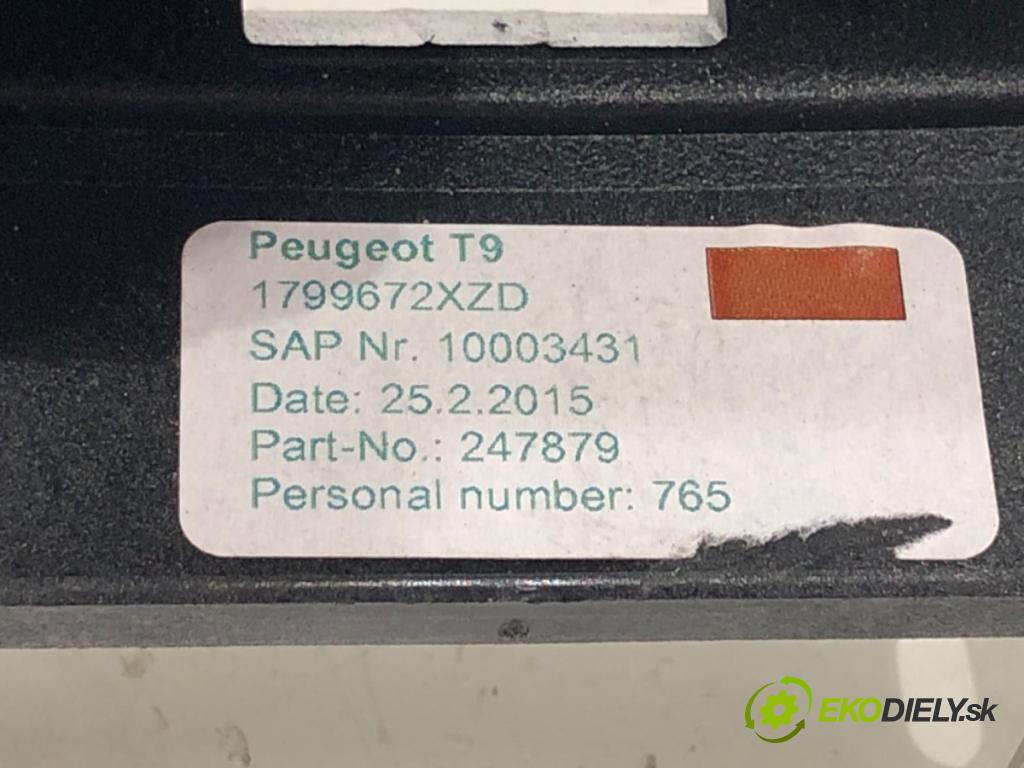 Peugeot T9
1799672XZD
SAP Nr. 10003431
Date: 25.2.2015
Part-No.: 247879
Personal number: 765
EKODIELY.sk